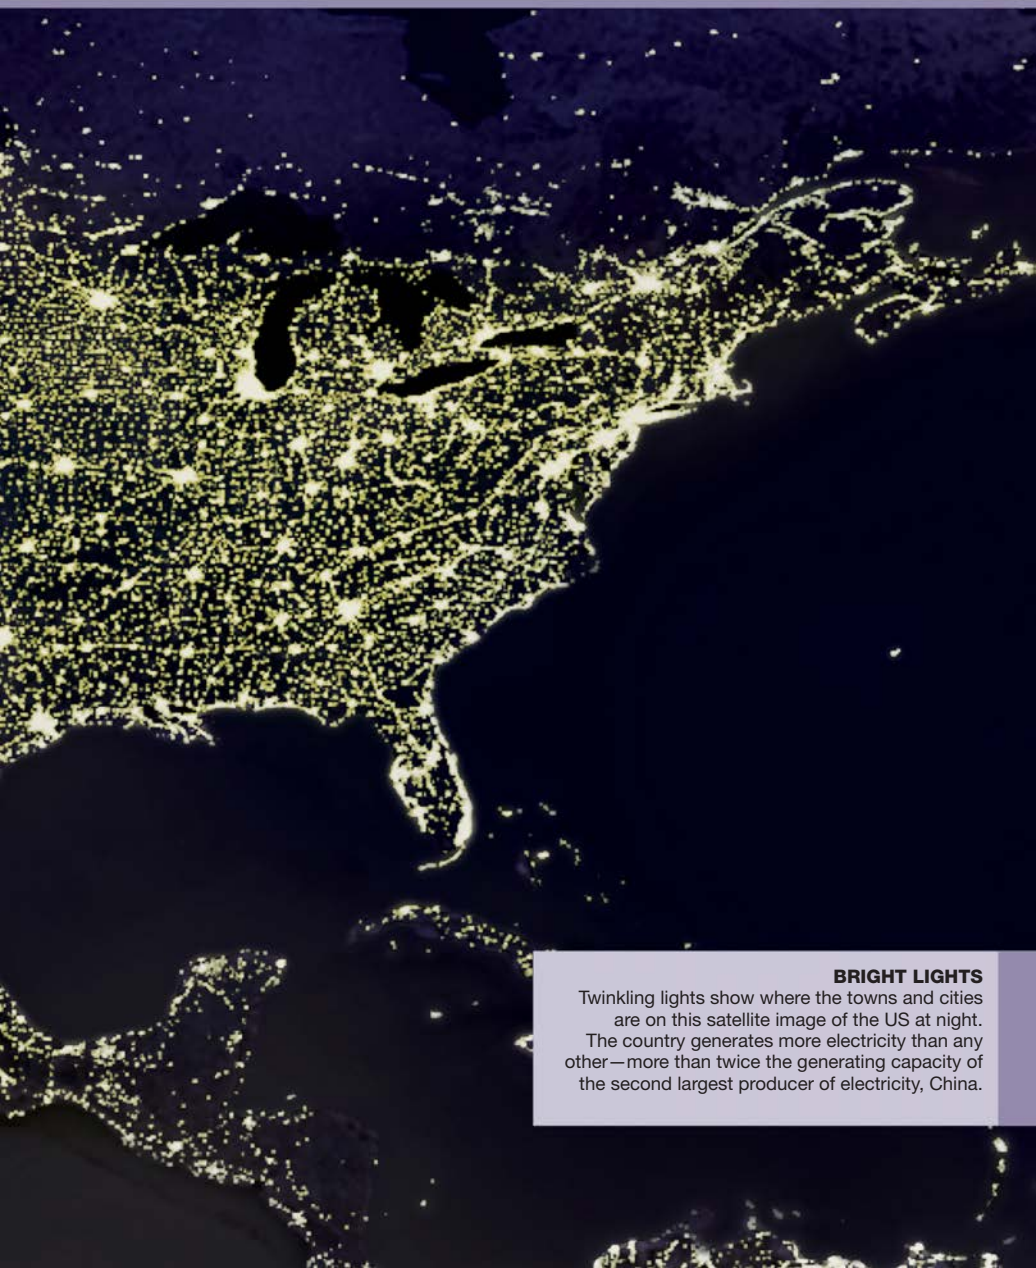 BRIGHT LIGHTS
Twinkling lights show where the towns and cities
are on this satellite image of the US at night.
The country generates more electricity than any
other—more than twice the generating capacity of
the second largest producer of electricity, China.